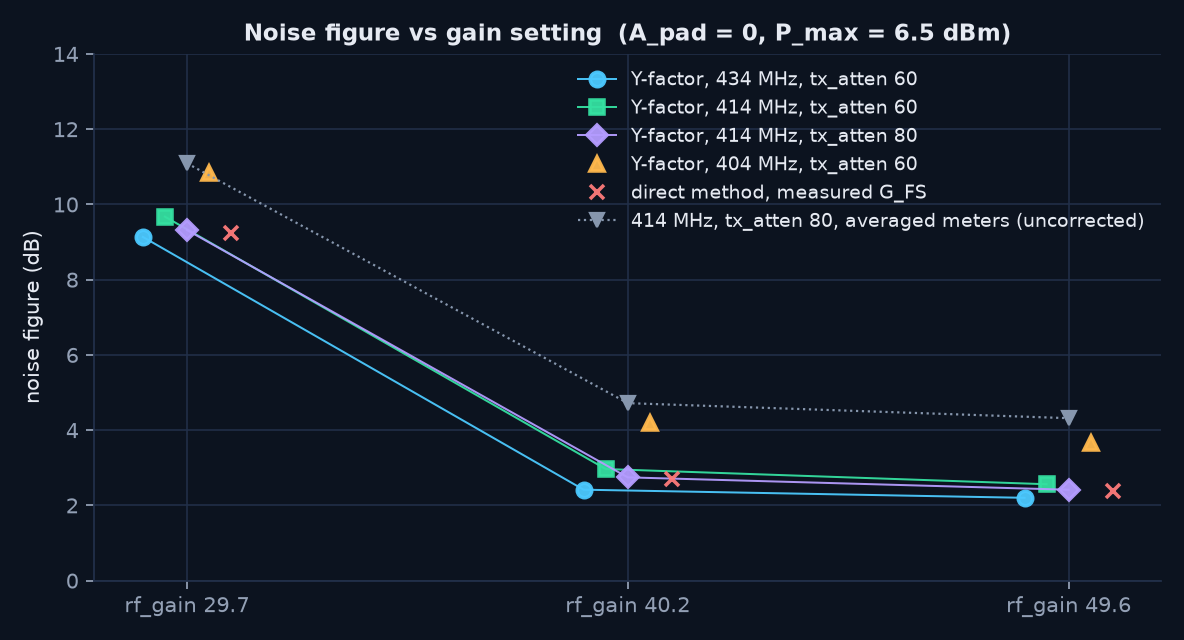 Noise figure vs gain setting  (A_pad = 0, P_max = 6.5 dBm)
Y-factor, 434 MHz, tx_atten 60
Y-factor, 414 MHz, tx_atten 60
Y-factor, 414 MHz, tx_atten 80
Y-factor, 404 MHz, tx_atten 60
direct method, measured G_FS
414 MHz, tx_atten 80, averaged meters (uncorrected)
noise figure (dB)
14
12
10
8
6
4
2
0
rf_gain 29.7
rf_gain 40.2
rf_gain 49.6